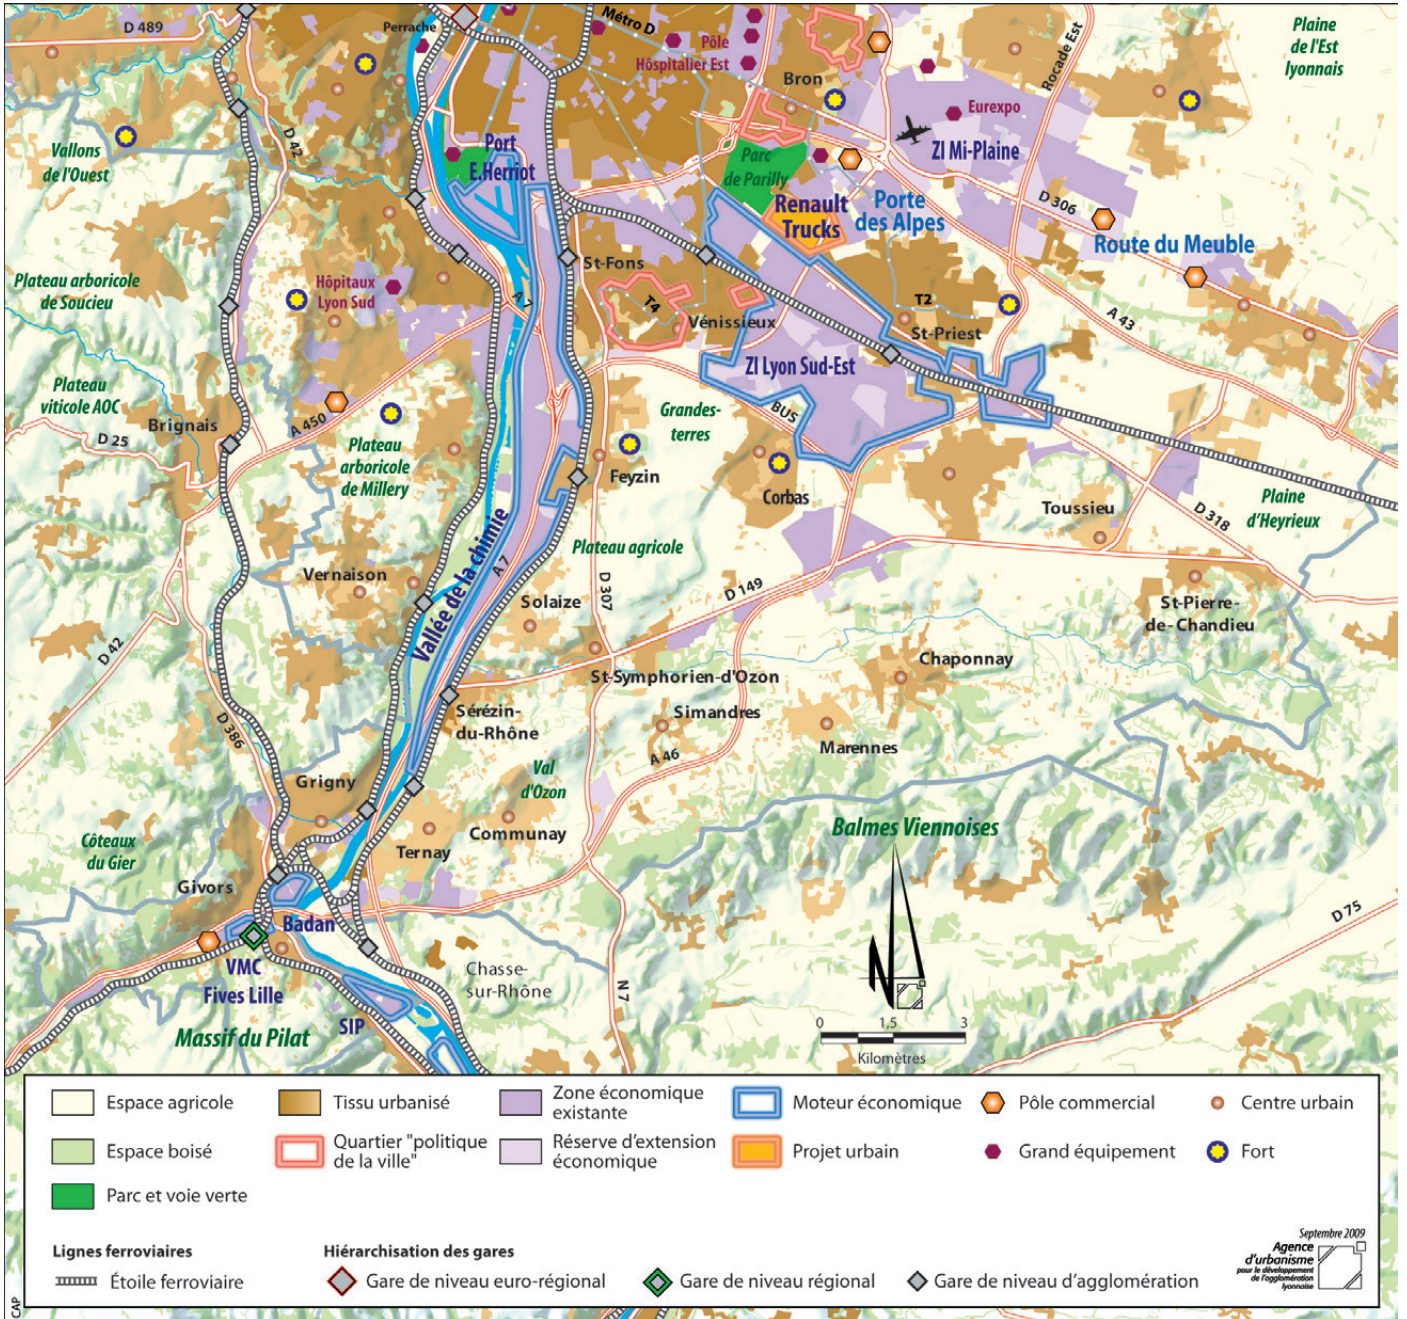 D 489
Perrache
Métro D
Pôle
Hôspitalier Est
Bron
Rocade Est
Plaine
de l'Est
lyonnais
Eurexpo
ZI Mi-Plaine
Vallons
de l'Ouest
D 42
Port
E.Herriot
Parc
de Parilly
Renault
Trucks
Porte
des Alpes
D 306
Route du Meuble
Plateau arboricole
de Soucieu
Hôpitaux
Lyon Sud
A 7
St-Fons
T4
Vénissieux
T2
St-Priest
A 43
ZI Lyon Sud-Est
Plateau
viticole AOC
Brignais
D 25
A 450
Plateau
arboricole
de Millery
Grandes-
terres
BUS
Feyzin
Corbas
Toussieu
D 318
Plaine
d'Heyrieux
Vallée de la chimie
A 7
Plateau agricole
Vernaison
Solaize
D 307
D 149
St-Pierre-
de-Chandieu
D 42
Chaponnay
St-Symphorien-d'Ozon
Simandres
Sérézin-
du-Rhône
Marennes
D 386
A 46
Grigny
Val
d'Ozon
Communay
Ternay
Balmes Viennoises
Côteaux
du Gier
Givors
Badan
D 75
N
VMC
Fives Lille
Chasse-
sur-Rhône
N 7
SIP
Massif du Pilat
0 1,5 3
Kilomètres
Espace agricole
Tissu urbanisé
Zone économique
existante
Moteur économique
Pôle commercial
Centre urbain
Espace boisé
Quartier "politique
de la ville"
Réserve d'extension
économique
Projet urbain
Grand équipement
Fort
Parc et voie verte
Lignes ferroviaires
Hiérarchisation des gares
Étoile ferroviaire
Gare de niveau euro-régional
Gare de niveau régional
Gare de niveau d'agglomération
Septembre 2009
Agence
d'urbanisme
pour le développement
de l'agglomération
lyonnaise
CAP